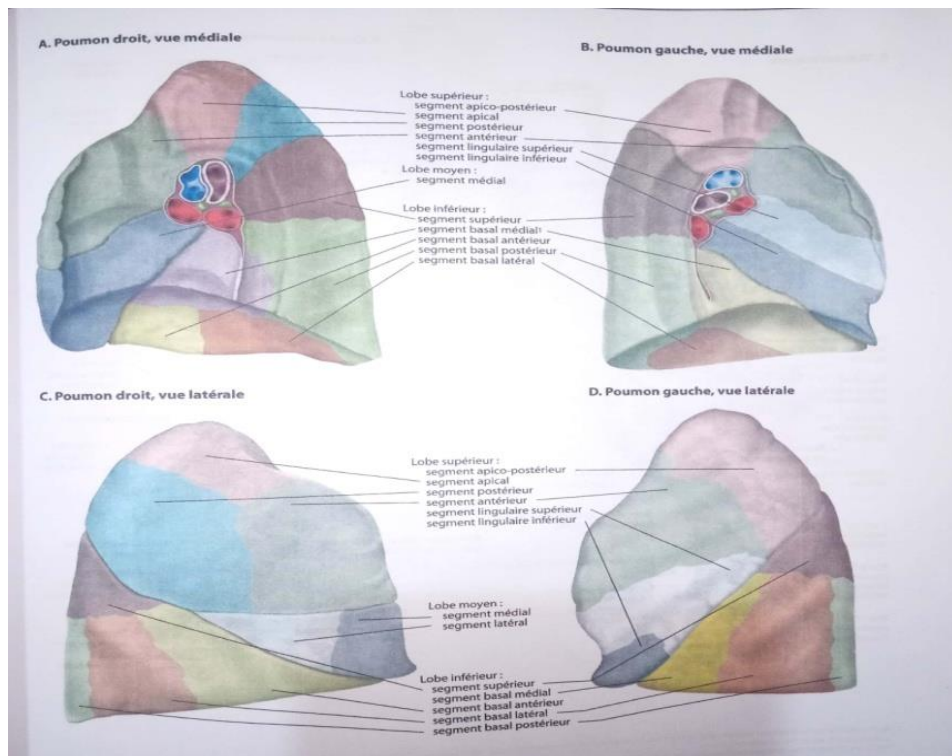 A. Poumon droit, vue médiale
B. Poumon gauche, vue médiale
Lobe supérieur :
segment apico-postérieur
segment apical
segment postérieur
segment antérieur
segment lingulaire supérieur
segment lingulaire inférieur
Lobe moyen :
segment médial
Lobe inférieur :
segment supérieur
segment basal médial¹
segment basal antérieur
segment basal postérieur
segment basal latéral
C. Poumon droit, vue latérale
D. Poumon gauche, vue latérale
Lobe supérieur :
segment apico-postérieur
segment apical
segment postérieur
segment antérieur
segment lingulaire supérieur
segment lingulaire inférieur
Lobe moyen :
segment médial
segment latéral
Lobe inférieur :
segment supérieur
segment basal médial
segment basal antérieur
segment basal latéral
segment basal postérieur